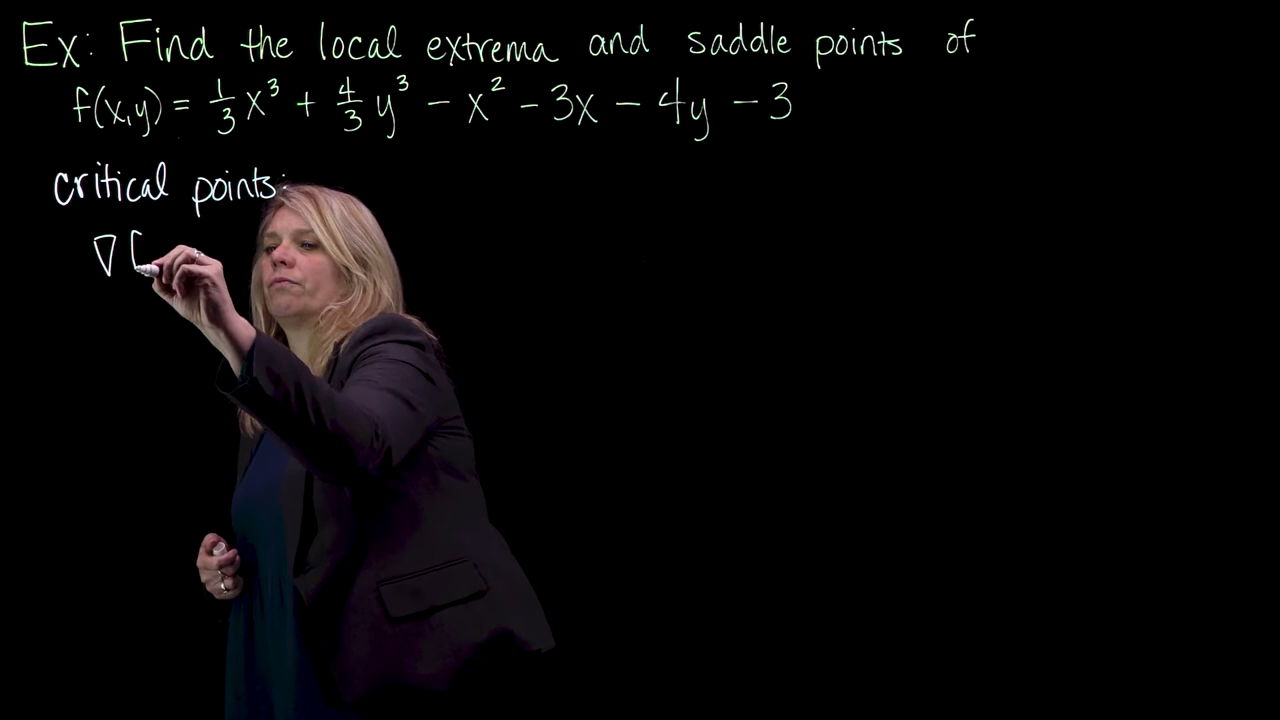 Ex: Find the local extrema and saddle points of
f(x,y) = 1/3 x³ + 4/3 y³ − x² − 3x − 4y − 3
critical points:
∇